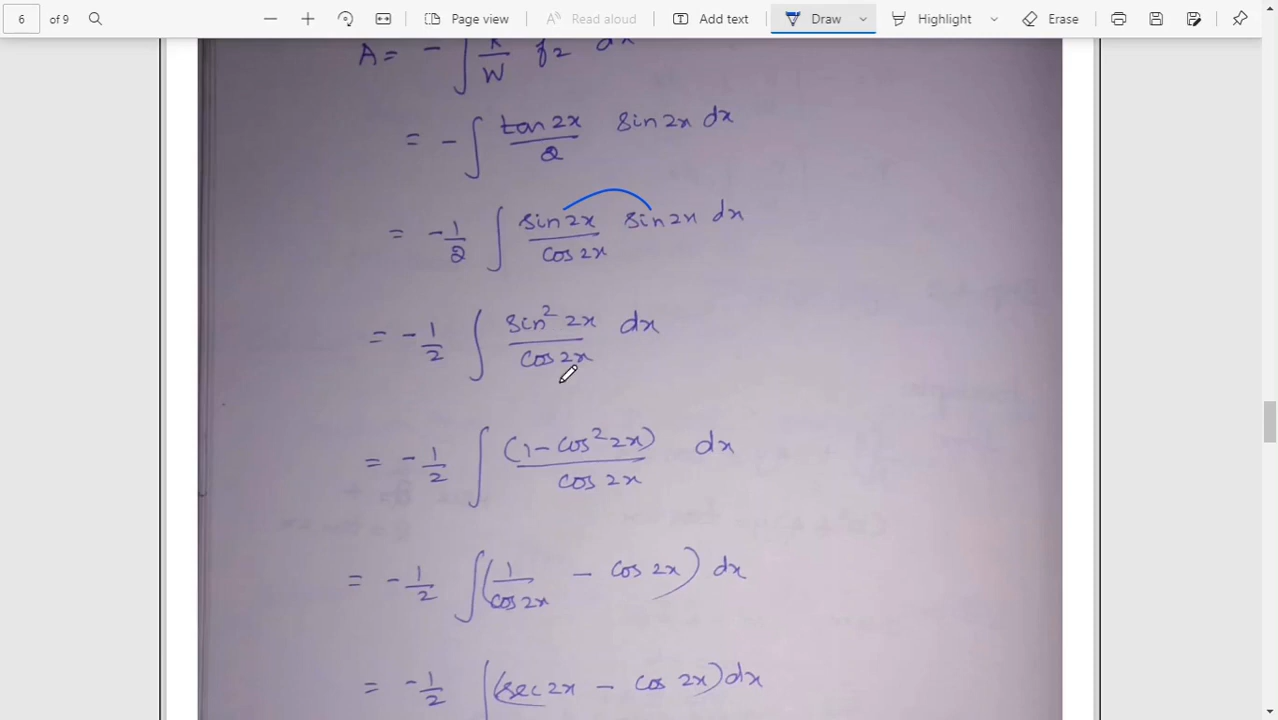 6 of 9 Page view Read aloud Add text Draw Highlight Erase
A = - ∫ R/W f₂ dx
= - ∫ tan 2x / 2 sin 2x dx
= -1/2 ∫ sin 2x / cos 2x sin 2x dx
= -1/2 ∫ sin² 2x / cos 2x dx
= -1/2 ∫ (1 - cos² 2x) / cos 2x dx
= -1/2 ∫ (1 / cos 2x - cos 2x) dx
= -1/2 ∫ (sec 2x - cos 2x) dx